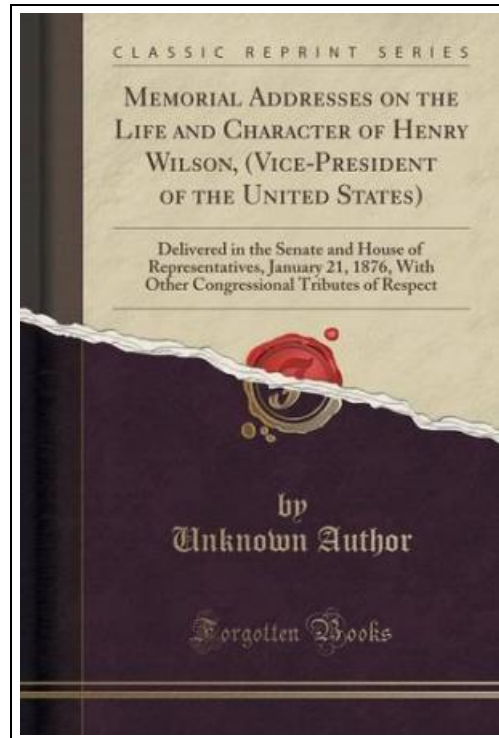 CLASSIC REPRINT SERIES
MEMORIAL ADDRESSES ON THE
LIFE AND CHARACTER OF HENRY
WILSON, (VICE-PRESIDENT
OF THE UNITED STATES)
Delivered in the Senate and House of
Representatives, January 21, 1876, With
Other Congressional Tributes of Respect
by
Unknown Author
Forgotten Books